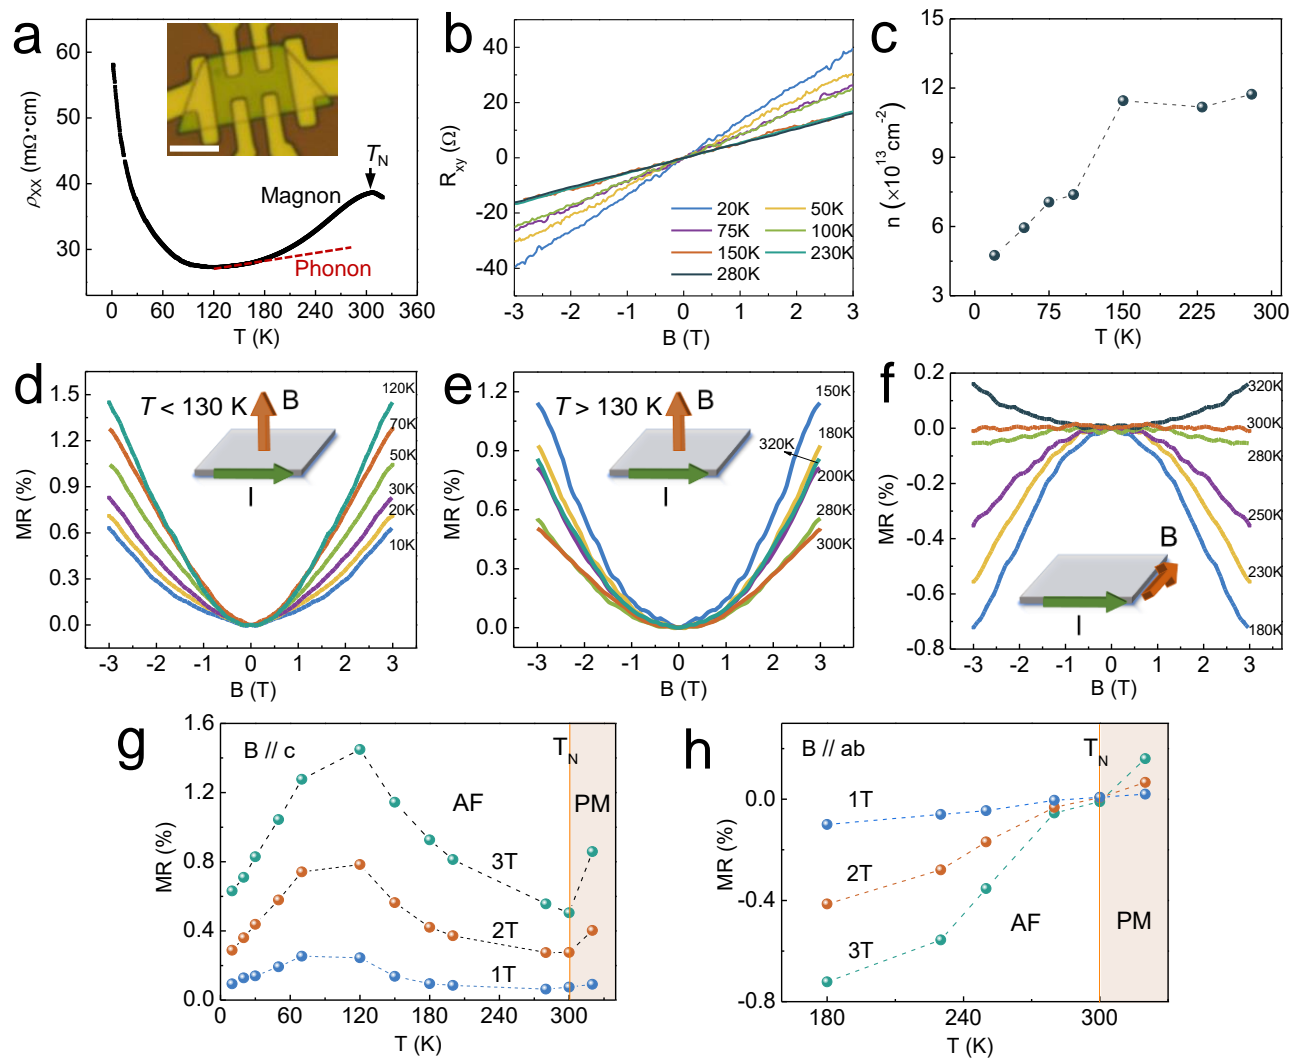 a
60
50
40
30
ρXX (mΩ•cm)
TN
Magnon
Phonon
0 60 120 180 240 300 360
T (K)
b
40
20
0
-20
-40
Rxy (Ω)
20K 50K
75K 100K
150K 230K
280K
-3 -2 -1 0 1 2 3
B (T)
c
15
12
9
6
3
n (×10¹³cm⁻²)
0 75 150 225 300
T (K)
d
1.5
1.2
0.9
0.6
0.3
0.0
MR (%)
T < 130 K
B
I
120K
70K
50K
30K
20K
10K
-3 -2 -1 0 1 2 3
B (T)
e
1.2
0.9
0.6
0.3
0.0
MR (%)
T > 130 K
B
I
150K
180K
320K
200K
280K
300K
-3 -2 -1 0 1 2 3
B (T)
f
0.2
0.0
-0.2
-0.4
-0.6
-0.8
MR (%)
320K
300K
280K
250K
230K
180K
B
I
-3 -2 -1 0 1 2 3
B (T)
g
1.6
1.2
0.8
0.4
0.0
MR (%)
B // c
TN
AF
PM
3T
2T
1T
0 60 120 180 240 300
T (K)
h
0.0
-0.4
-0.8
MR (%)
B // ab
TN
1T
2T
3T
AF
PM
180 240 300
T (K)